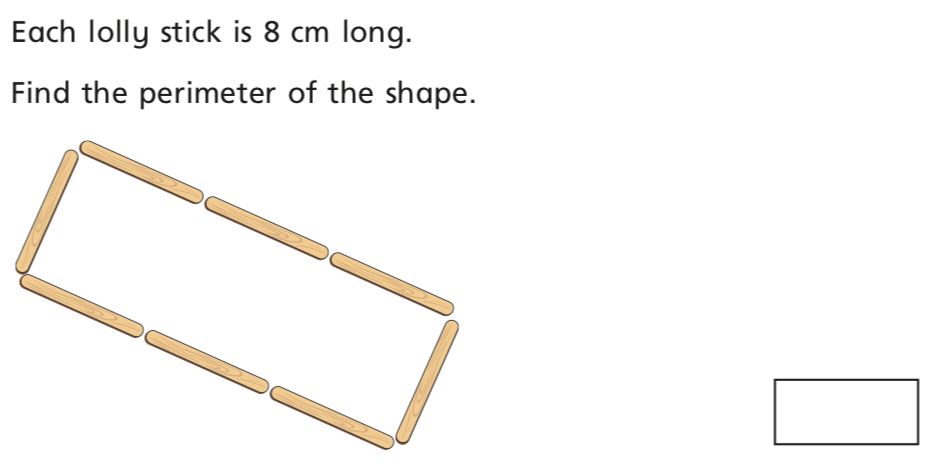 Each lolly stick is 8 cm long.
Find the perimeter of the shape.